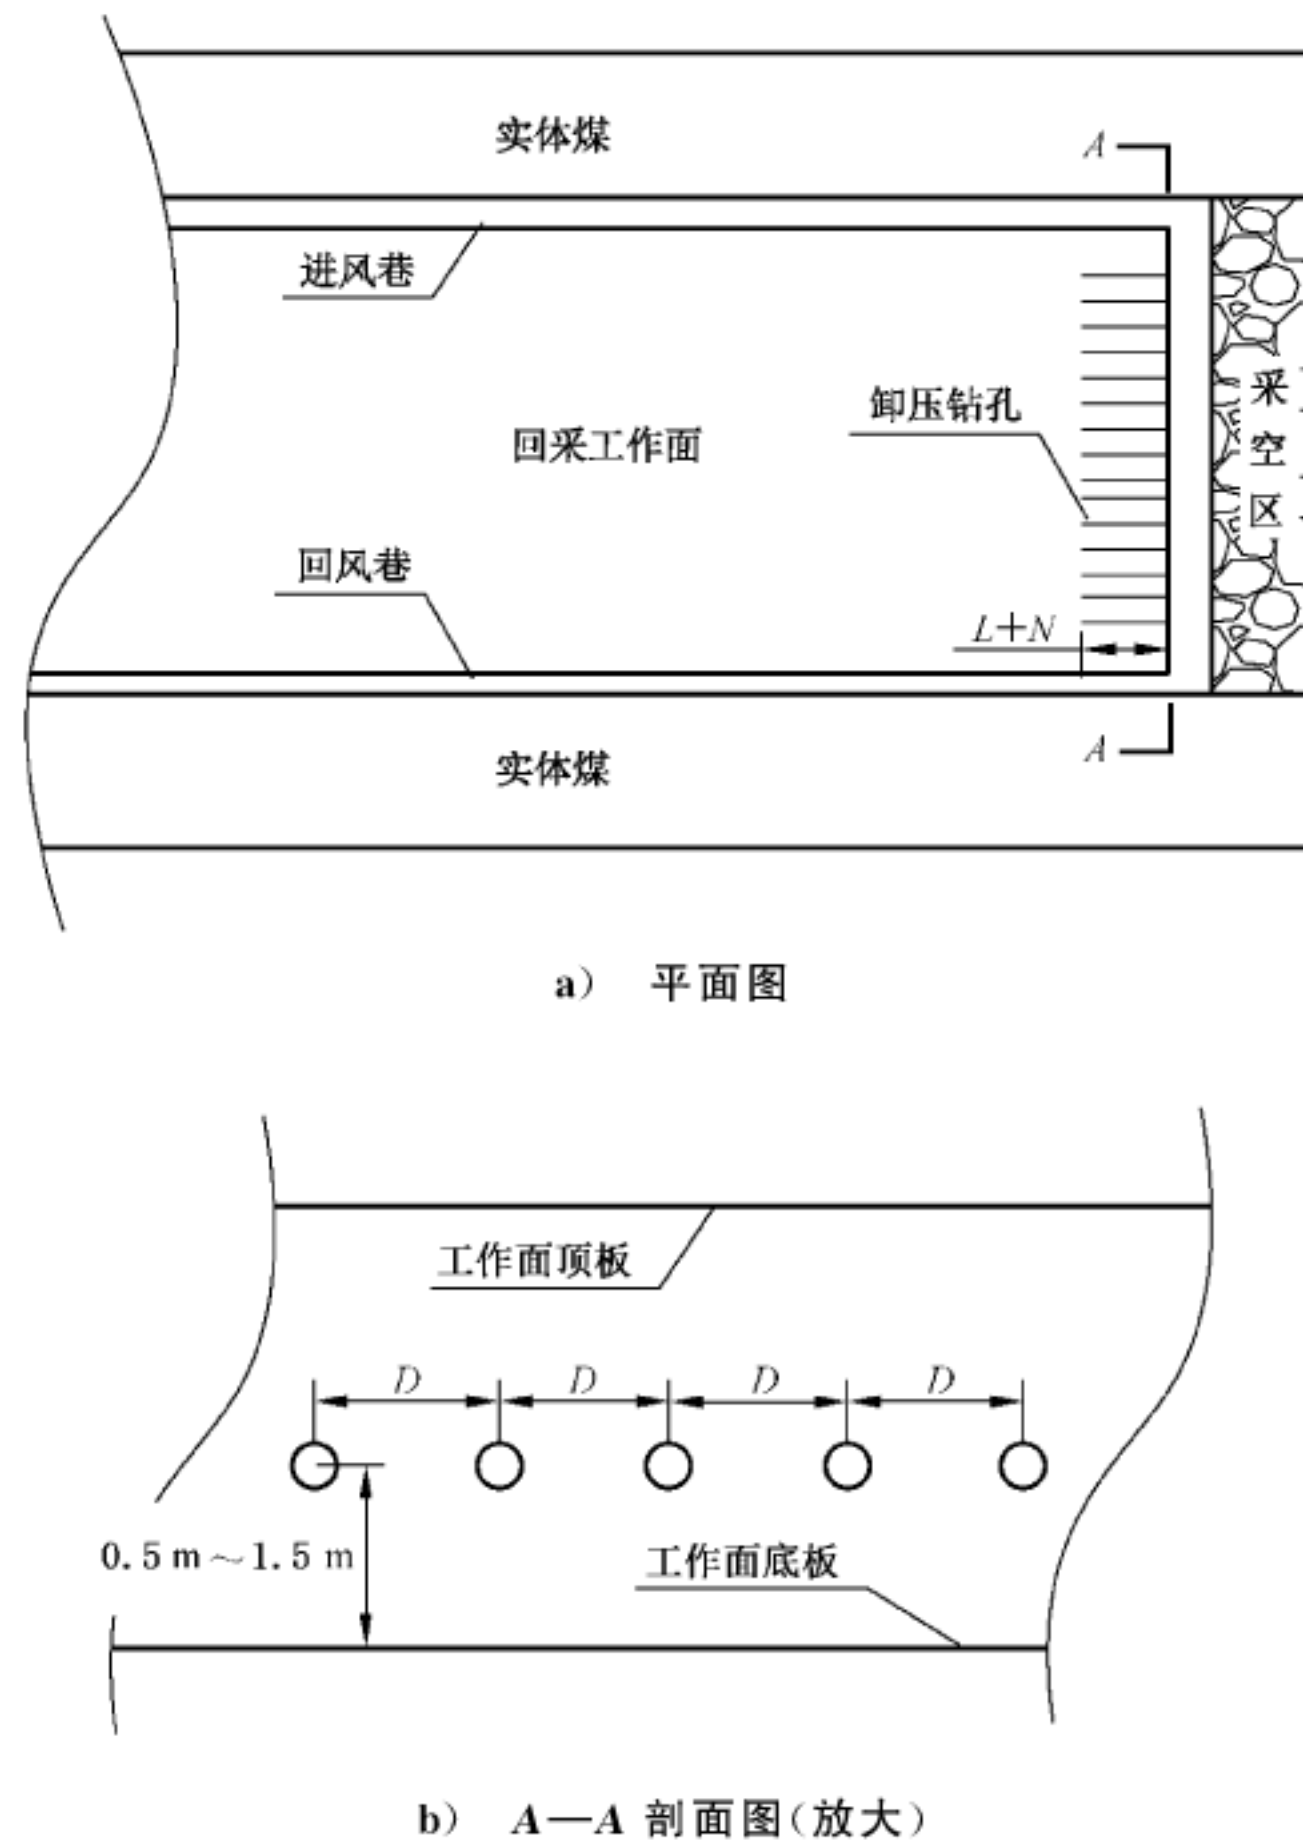 实体煤
A
进风巷
卸压钻孔
回采工作面
采空区
回风巷
L+N
A
实体煤
a) 平面图
工作面顶板
D D D D
0.5 m～1.5 m
工作面底板
b) A—A 剖面图(放大)